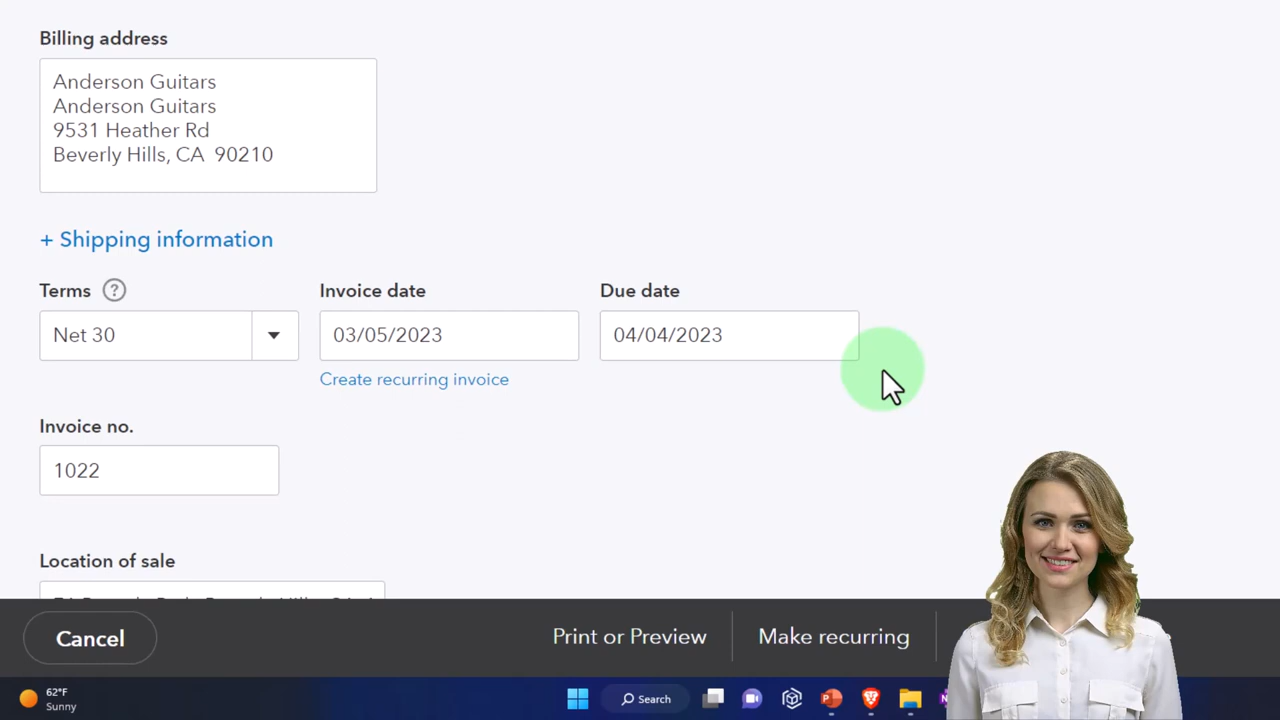 Billing address
Anderson Guitars
Anderson Guitars
9531 Heather Rd
Beverly Hills, CA 90210
+ Shipping information
Terms ?
Invoice date
Due date
Net 30
03/05/2023
04/04/2023
Create recurring invoice
Invoice no.
1022
Location of sale
Cancel
Print or Preview
Make recurring
62°F
Sunny
Search